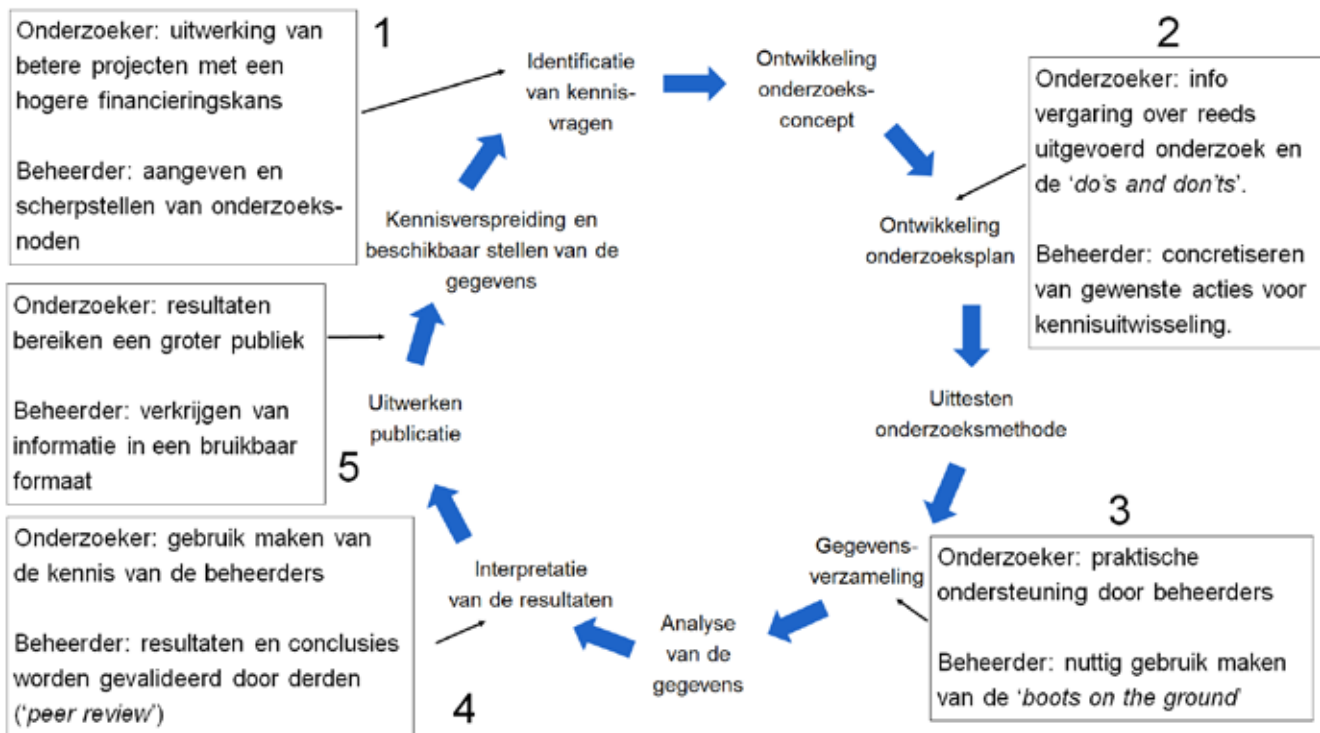 1
Onderzoeker: uitwerking van
betere projecten met een
hogere financieringskans
Beheerder: aangeven en
scherpstellen van onderzoeks-
noden
Identificatie
van kennis-
vragen
Ontwikkeling
onderzoeks-
concept
2
Onderzoeker: info
vergaring over reeds
uitgevoerd onderzoek en
de ‘do's and don'ts’.
Beheerder: concretiseren
van gewenste acties voor
kennisuitwisseling.
Ontwikkeling
onderzoeksplan
Uittesten
onderzoeksmethode
3
Gegevens-
verzameling
Onderzoeker: praktische
ondersteuning door beheerders
Beheerder: nuttig gebruik maken
van de ‘boots on the ground’
Analyse
van de
gegevens
Interpretatie
van de resultaten
Onderzoeker: gebruik maken van
de kennis van de beheerders
Beheerder: resultaten en conclusies
worden gevalideerd door derden
(‘peer review’)
4
Uitwerken
publicatie
Onderzoeker: resultaten
bereiken een groter publiek
Beheerder: verkrijgen van
informatie in een bruikbaar
formaat
5
Kennisverspreiding en
beschikbaar stellen van de
gegevens